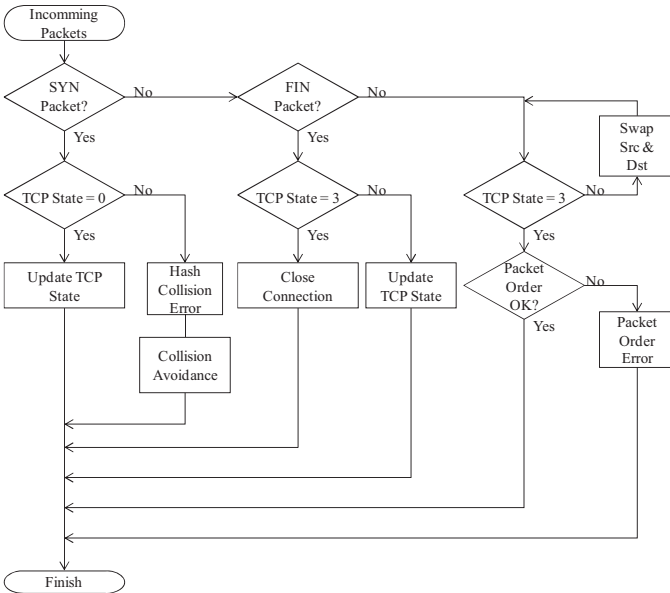 Incomming
Packets
SYN
Packet?
No
Yes
FIN
Packet?
No
Yes
Swap
Src &
Dst
TCP State = 0
No
Yes
TCP State = 3
No
Yes
TCP State = 3
No
Yes
Update TCP
State
Hash
Collision
Error
Close
Connection
Update
TCP State
Packet
Order
OK?
No
Yes
Collision
Avoidance
Packet
Order
Error
Finish